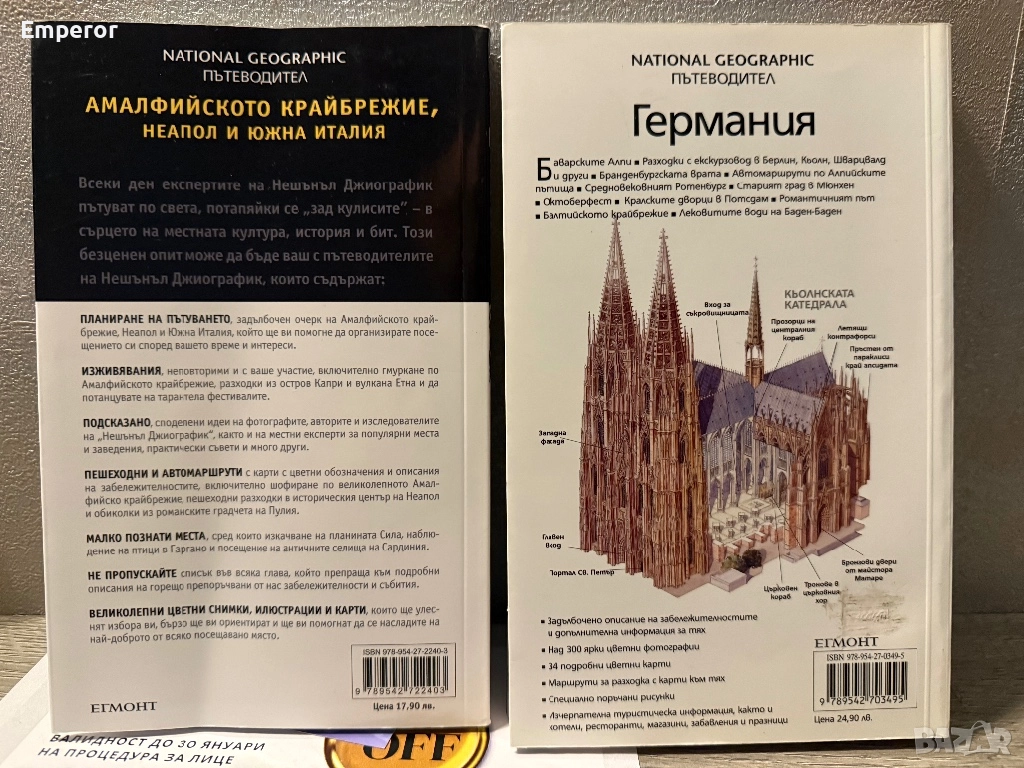 Emperor
NATIONAL GEOGRAPHIC
ПЪТЕВОДИТЕЛ
АМАЛФИЙСКОТО КРАЙБРЕЖИЕ,
НЕАПОЛ И ЮЖНА ИТАЛИЯ
Всеки ден експертите на Нешънъл Джиографик
пътуват по света, потапяйки се „зад кулисите" – в
сърцето на местната култура, история и бит. Този
безценен опит може да бъде ваш с пътеводителите
на Нешънъл Джиографик, които съдържат:
ПЛАНИРАНЕ НА ПЪТУВАНЕТО, задълбочен очерк на Амалфийското край-
брежие, Неапол и Южна Италия, който ще ви помогне да организирате посе-
щението си според вашето време и интереси.
ИЗЖИВЯВАНИЯ, неповторими и с ваше участие, включително гмуркане по
Амалфийското крайбрежие, разходки из остров Капри и вулкана Етна и да
потанцувате на тарантела фестивалите.
ПОДСКАЗАНО, споделени идеи на фотографите, авторите и изследователите
на „Нешънъл Джиографик", както и на местни експерти за популярни места
и заведения, практически съвети и много други.
ПЕШЕХОДНИ И АВТОМАРШРУТИ с карти с цветни обозначения и описания
на забележителностите, включително шофиране по великолепното Амал-
фийско крайбрежие, пешеходни разходки в историческия център на Неапол
и обиколки из романските градчета на Пулия.
МАЛКО ПОЗНАТИ МЕСТА, сред които изкачване на планината Сила, наблю-
дение на птици в Гаргано и посещение на античните селища на Сардиния.
НЕ ПРОПУСКАЙТЕ списък във всяка глава, който препраща към подробни
описания на горещо препоръчвани от нас забележителности и събития.
ВЕЛИКОЛЕПНИ ЦВЕТНИ СНИМКИ, ИЛЮСТРАЦИИ И КАРТИ, които ще улес-
нят избора ви, бързо ще ви ориентират и ще ви помогнат да се насладите на
най-доброто от всяко посещавано място.
ISBN 978-954-27-2240-3
9 789542 722403
ЕГМОНТ
Цена 17,90 лв.
NATIONAL GEOGRAPHIC
ПЪТЕВОДИТЕЛ
Германия
Баварските Алпи ▪ Разходки с екскурзовод в Берлин, Кьолн, Шварцвалд
и други ▪ Бранденбургската врата ▪ Автомаршрути по Алпийските
пътища ▪ Средновековният Ротенбург ▪ Старият град в Мюнхен
▪ Октоберфест ▪ Кралските дворци в Потсдам ▪ Романтичният път
▪ Балтийското крайбрежие ▪ Лековитите води на Баден-Баден
КЬОЛНСКАТА
КАТЕДРАЛА
Вход за
съкровищницата
Прозорци на
централния
кораб
Летящи
контрафорси
Пръстен от
параклиси
край апсидата
Западна
фасада
Главен
вход
Портал Св. Петър
Църковен
кораб
Тронове в
църковния
хор
Бронзови двери
от майстора
Матаре
▪ Задълбочено описание на забележителностите
и допълнителна информация за тях
▪ Над 300 ярки цветни фотографии
▪ 34 подробни цветни карти
▪ Маршрути за разходка с карти към тях
▪ Специално поръчани рисунки
▪ Изчерпателна туристическа информация, както и
хотели, ресторанти, магазини, забавления и празници
ЕГМОНТ
ISBN 978-954-27-0349-5
9 789542 703495
Цена 24,90 лв.
ВАЛИДНОСТ ДО 30 ЯНУАРИ
НА ПРОЦЕДУРА ЗА ЛИЦЕ
OFF
BAZAR